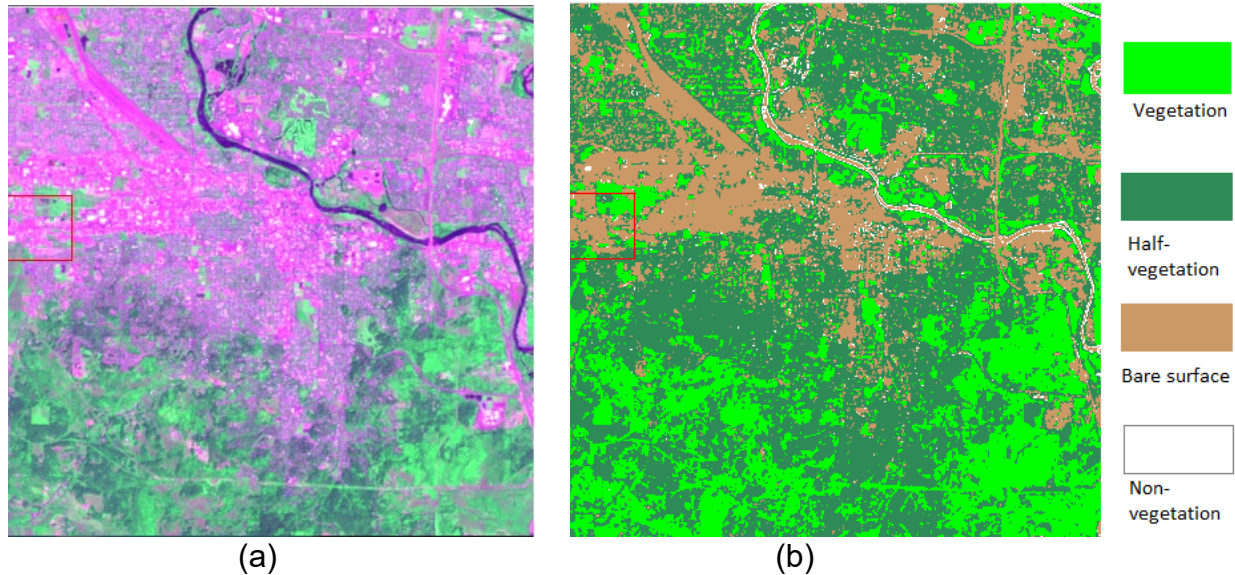 Vegetation
Half-
vegetation
Bare surface
Non-
vegetation
(a)
(b)